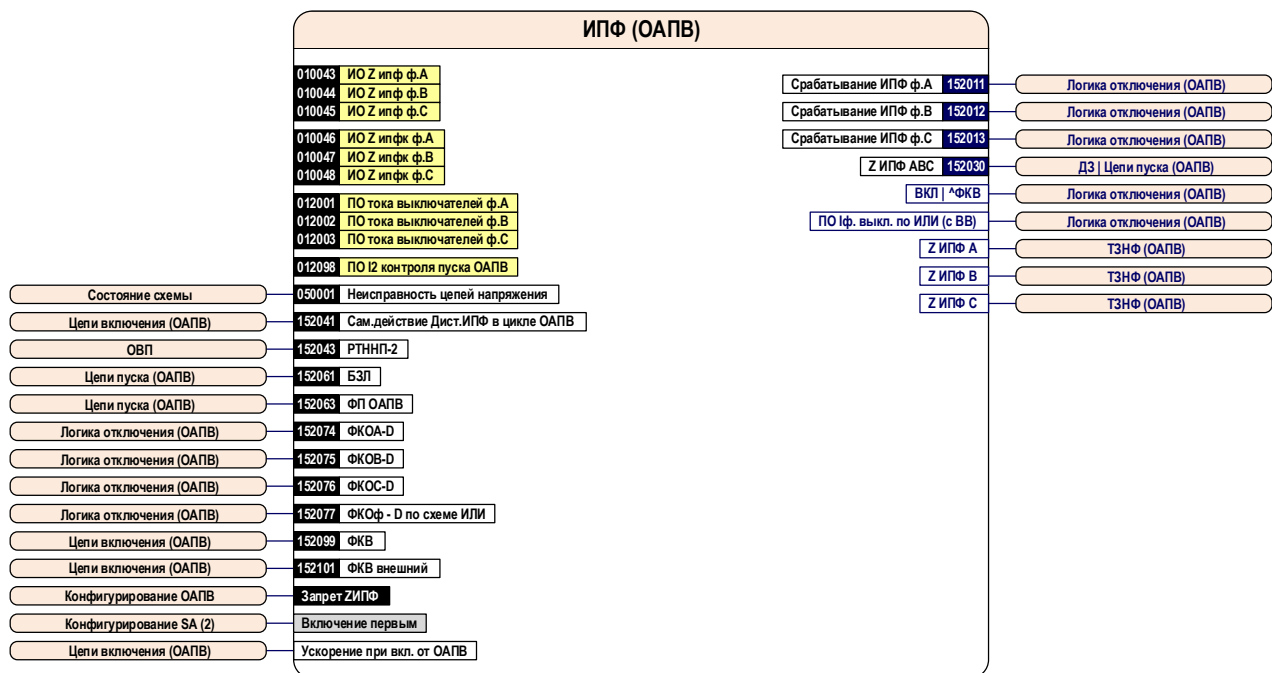 ИПФ (ОАПВ)
010043 ИО Z ипф ф.А
010044 ИО Z ипф ф.В
010045 ИО Z ипф ф.С
010046 ИО Z ипфк ф.А
010047 ИО Z ипфк ф.В
010048 ИО Z ипфк ф.С
012001 ПО тока выключателей ф.А
012002 ПО тока выключателей ф.В
012003 ПО тока выключателей ф.С
012098 ПО I2 контроля пуска ОАПВ
Состояние схемы 050001 Неисправность цепей напряжения
Цепи включения (ОАПВ) 152041 Сам.действие Дист.ИПФ в цикле ОАПВ
ОВП 152043 РТННП-2
Цепи пуска (ОАПВ) 152061 БЗЛ
Цепи пуска (ОАПВ) 152063 ФП ОАПВ
Логика отключения (ОАПВ) 152074 ФКОА-D
Логика отключения (ОАПВ) 152075 ФКОВ-D
Логика отключения (ОАПВ) 152076 ФКОС-D
Логика отключения (ОАПВ) 152077 ФКОф - D по схеме ИЛИ
Цепи включения (ОАПВ) 152099 ФКВ
Цепи включения (ОАПВ) 152101 ФКВ внешний
Конфигурирование ОАПВ Запрет ZИПФ
Конфигурирование SA (2) Включение первым
Цепи включения (ОАПВ) Ускорение при вкл. от ОАПВ
Срабатывание ИПФ ф.А 152011 Логика отключения (ОАПВ)
Срабатывание ИПФ ф.В 152012 Логика отключения (ОАПВ)
Срабатывание ИПФ ф.С 152013 Логика отключения (ОАПВ)
Z ИПФ АВС 152030 ДЗ | Цепи пуска (ОАПВ)
ВКЛ | ^ФКВ Логика отключения (ОАПВ)
ПО Iф. выкл. по ИЛИ (с ВВ) Логика отключения (ОАПВ)
Z ИПФ А ТЗНФ (ОАПВ)
Z ИПФ В ТЗНФ (ОАПВ)
Z ИПФ С ТЗНФ (ОАПВ)